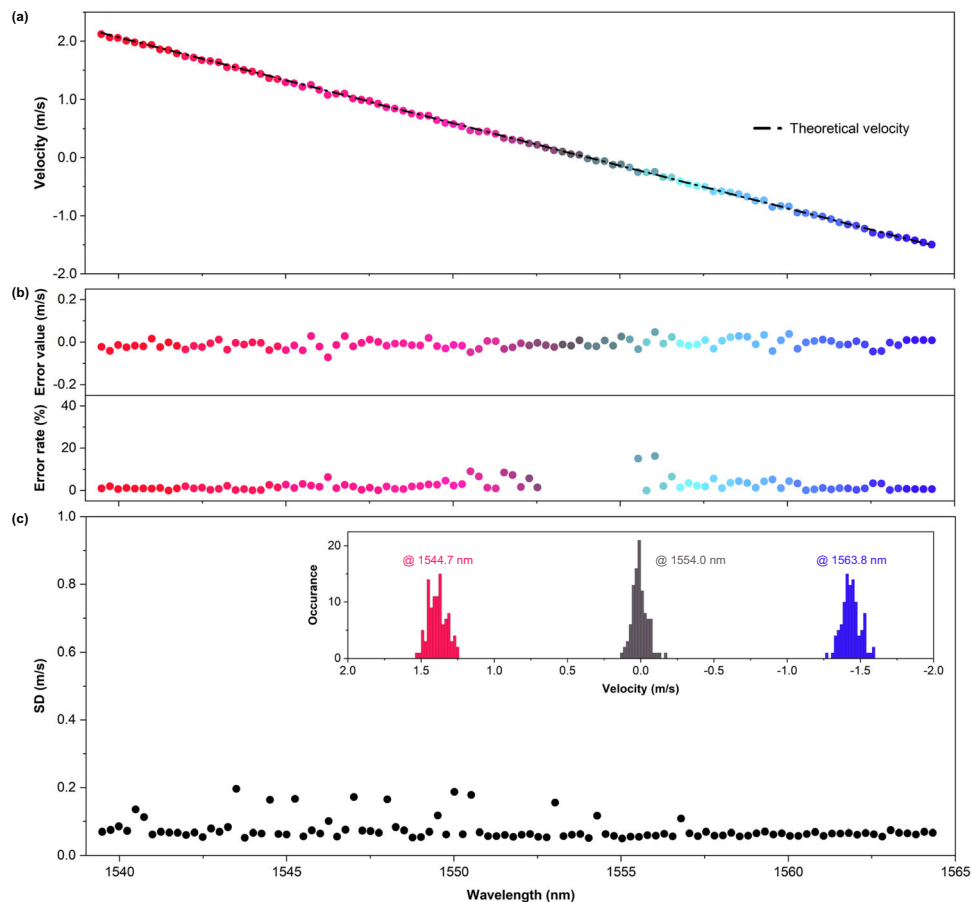 (a)
Velocity (m/s)
2.0
1.0
0.0
-1.0
-2.0
Theoretical velocity
(b)
Error value (m/s)
0.2
0.0
-0.2
Error rate (%)
40
20
0
(c)
SD (m/s)
1.0
0.8
0.6
0.4
0.2
0.0
Occurance
20
10
0
@ 1544.7 nm
@ 1554.0 nm
@ 1563.8 nm
2.0 1.5 1.0 0.5 0.0 -0.5 -1.0 -1.5 -2.0
Velocity (m/s)
1540 1545 1550 1555 1560 1565
Wavelength (nm)